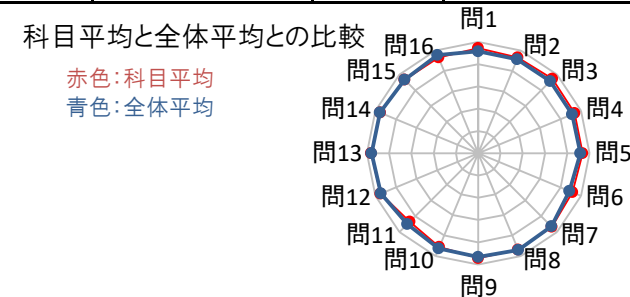 科目平均と全体平均との比較
赤色：科目平均
青色：全体平均
問1
問2
問3
問4
問5
問6
問7
問8
問9
問10
問11
問12
問13
問14
問15
問16